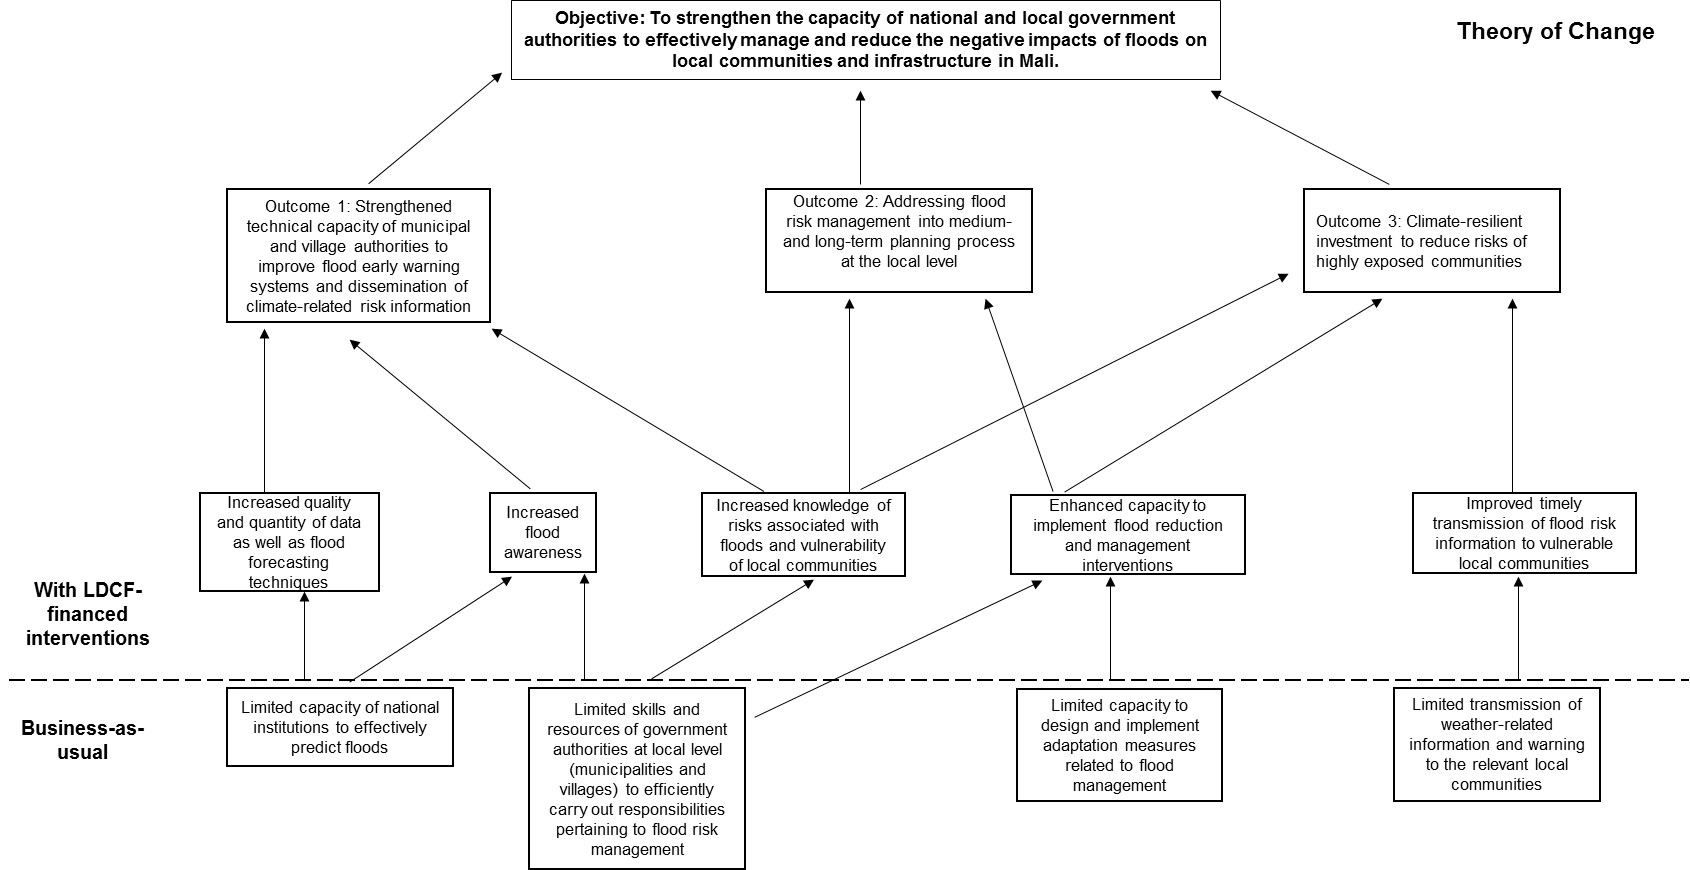 Objective: To strengthen the capacity of national and local government
authorities to effectively manage and reduce the negative impacts of floods on
local communities and infrastructure in Mali.
Theory of Change
Outcome 1: Strengthened
technical capacity of municipal
and village authorities to
improve flood early warning
systems and dissemination of
climate-related risk information
Outcome 2: Addressing flood
risk management into medium-
and long-term planning process
at the local level
Outcome 3: Climate-resilient
investment to reduce risks of
highly exposed communities
Increased quality
and quantity of data
as well as flood
forecasting
techniques
Increased
flood
awareness
Increased knowledge of
risks associated with
floods and vulnerability
of local communities
Enhanced capacity to
implement flood reduction
and management
interventions
Improved timely
transmission of flood risk
information to vulnerable
local communities
With LDCF-
financed
interventions
Business-as-
usual
Limited capacity of national
institutions to effectively
predict floods
Limited skills and
resources of government
authorities at local level
(municipalities and
villages) to efficiently
carry out responsibilities
pertaining to flood risk
management
Limited capacity to
design and implement
adaptation measures
related to flood
management
Limited transmission of
weather-related
information and warning
to the relevant local
communities